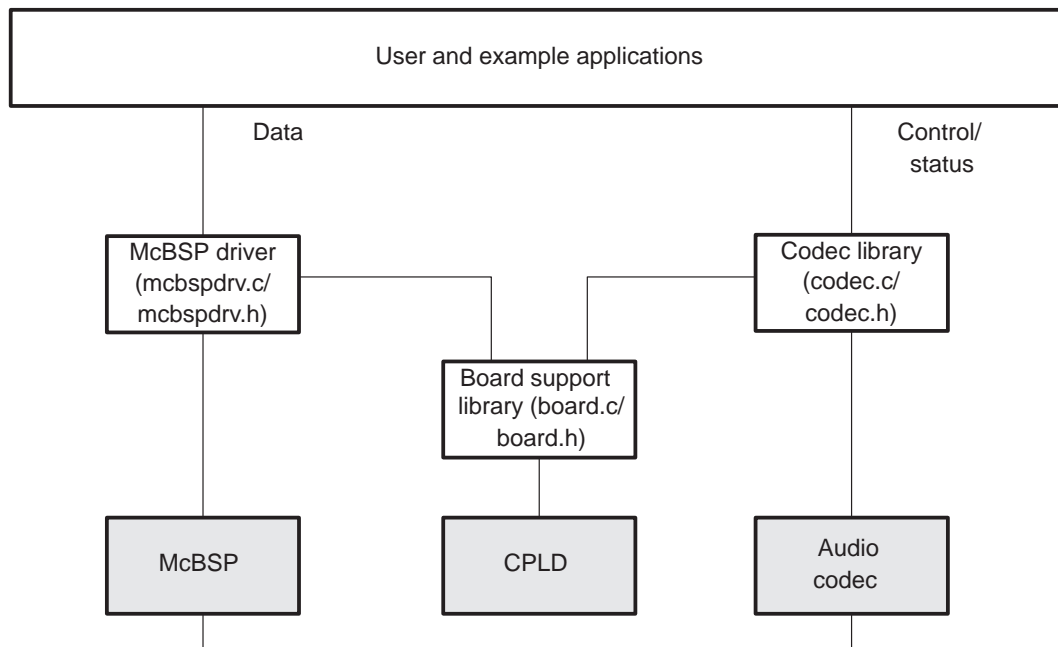 User and example applications
Data
Control/
status
McBSP driver
(mcbspdrv.c/
mcbspdrv.h)
Codec library
(codec.c/
codec.h)
Board support
library (board.c/
board.h)
McBSP
CPLD
Audio
codec